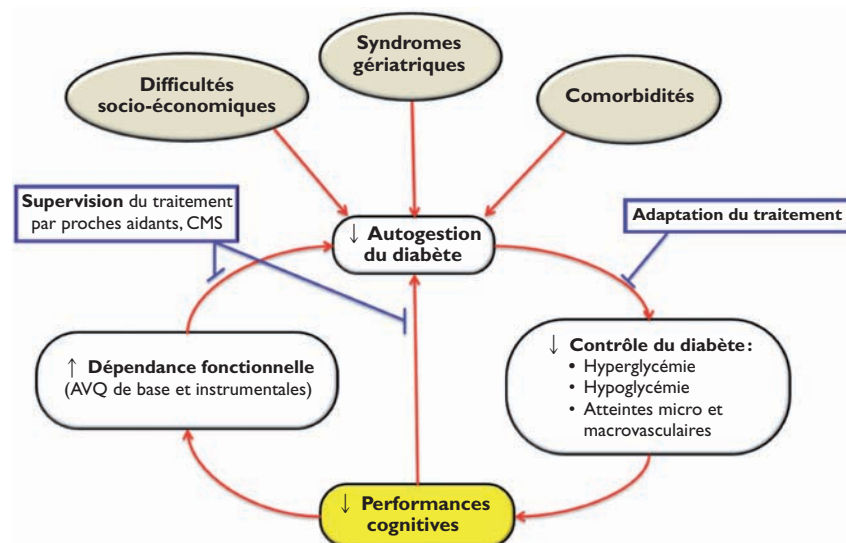 Syndromes
gériatriques
Difficultés
socio-économiques
Comorbidités
Supervision du traitement
par proches aidants, CMS
Adaptation du traitement
↓ Autogestion
du diabète
↑ Dépendance fonctionnelle
(AVQ de base et instrumentales)
↓ Contrôle du diabète :
• Hyperglycémie
• Hypoglycémie
• Atteintes micro et
macrovasculaires
↓ Performances
cognitives